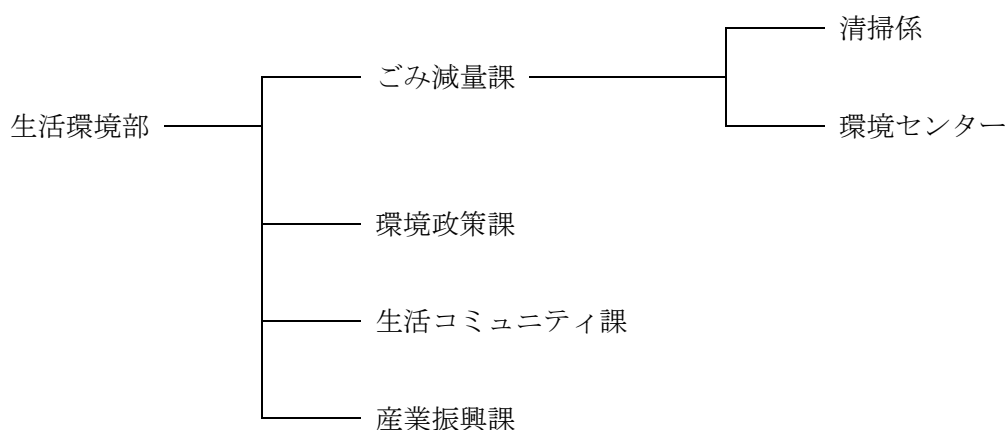 清掃係
ごみ減量課
生活環境部
環境センター
環境政策課
生活コミュニティ課
産業振興課